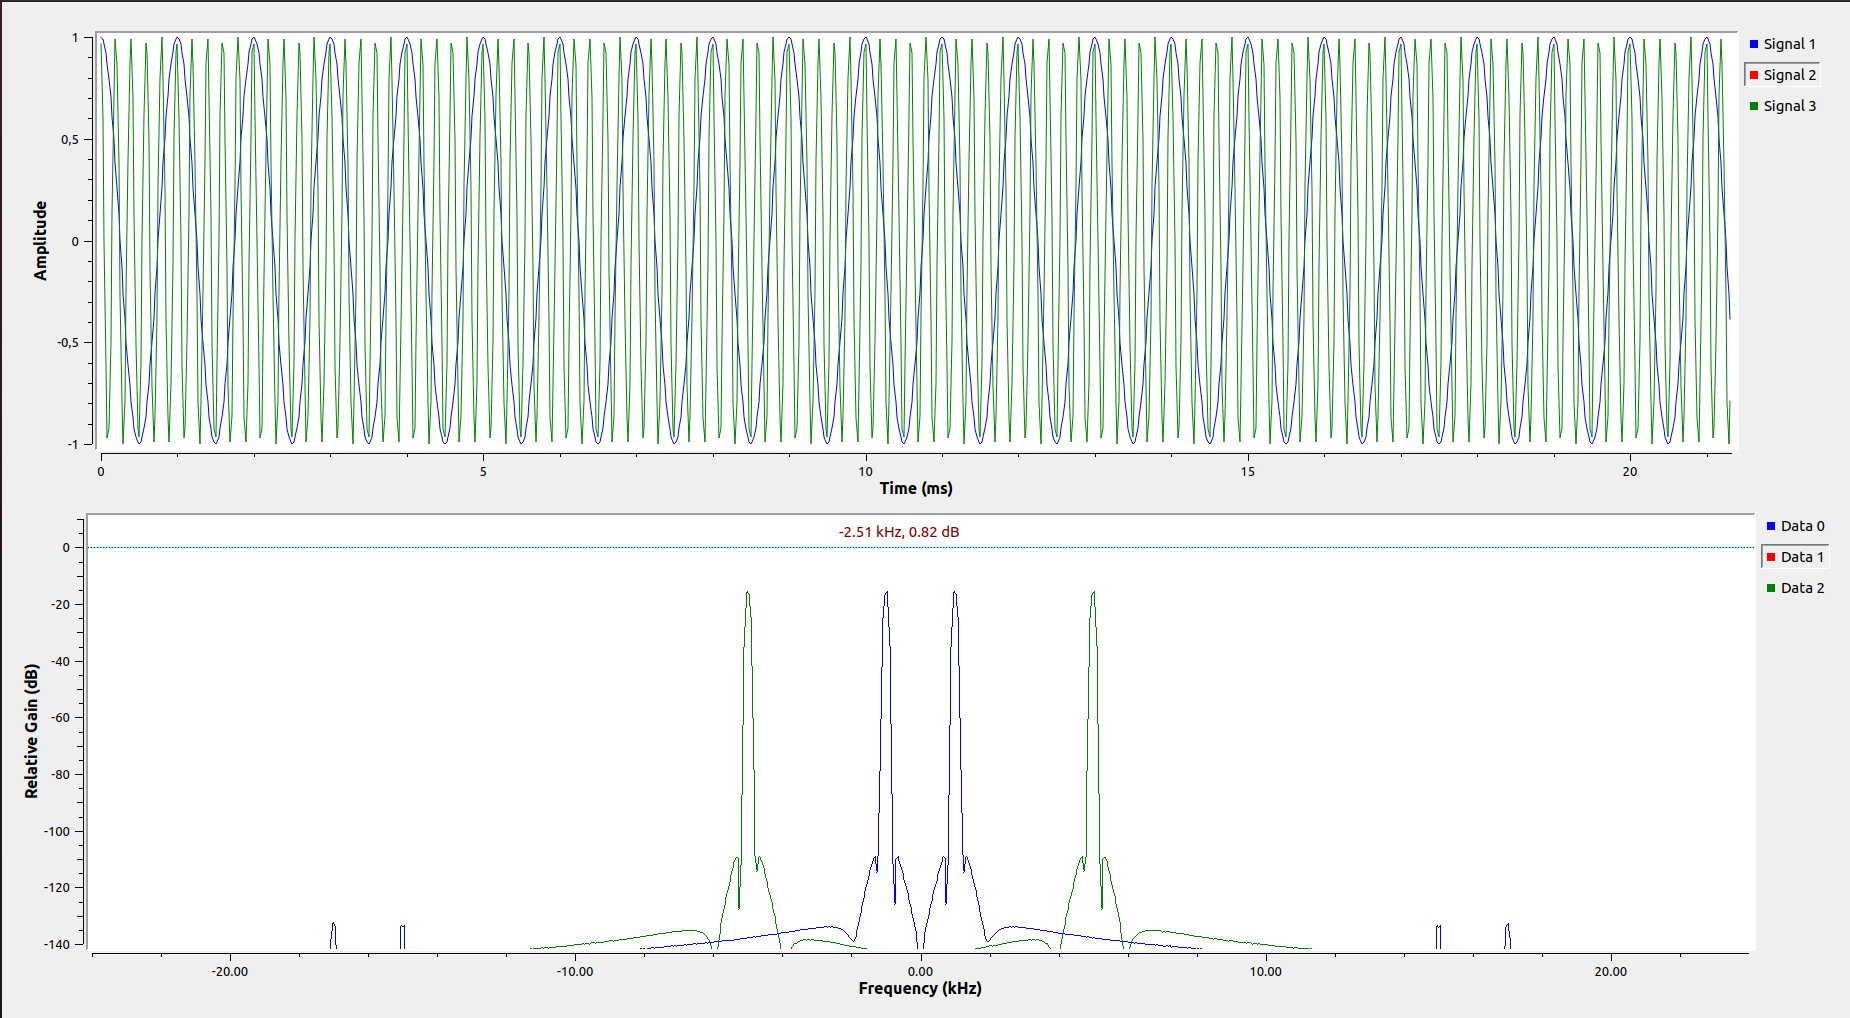 1
0,5
0
-0,5
-1
Amplitude
0 5 10 15 20
Time (ms)
Signal 1
Signal 2
Signal 3
-2.51 kHz, 0.82 dB
0
-20
-40
-60
-80
-100
-120
-140
Relative Gain (dB)
-20.00 -10.00 0.00 10.00 20.00
Frequency (kHz)
Data 0
Data 1
Data 2